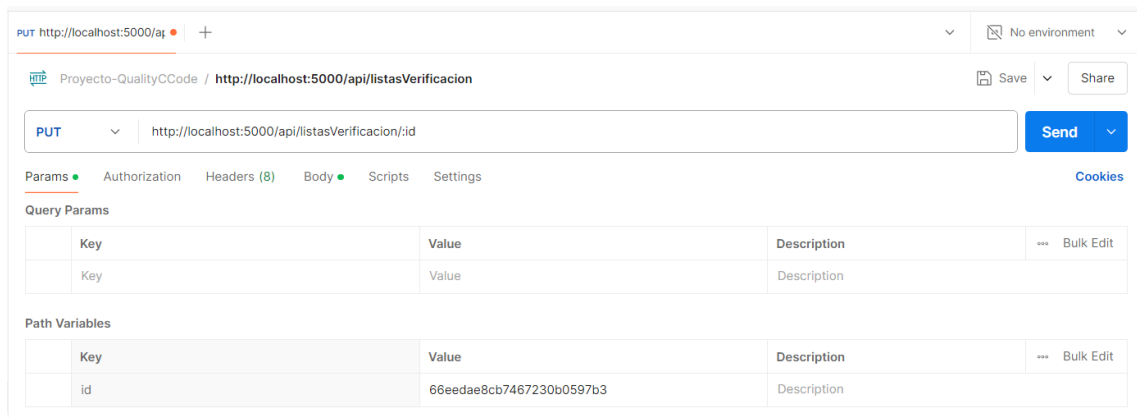 PUT http://localhost:5000/ap
No environment
HTTP Proyecto-QualityCCode / http://localhost:5000/api/listasVerificacion
Save Share
PUT http://localhost:5000/api/listasVerificacion/:id Send
Params Authorization Headers (8) Body Scripts Settings Cookies
Query Params
Key Value Description Bulk Edit
Key Value Description
Path Variables
Key Value Description Bulk Edit
id 66eedae8cb7467230b0597b3 Description